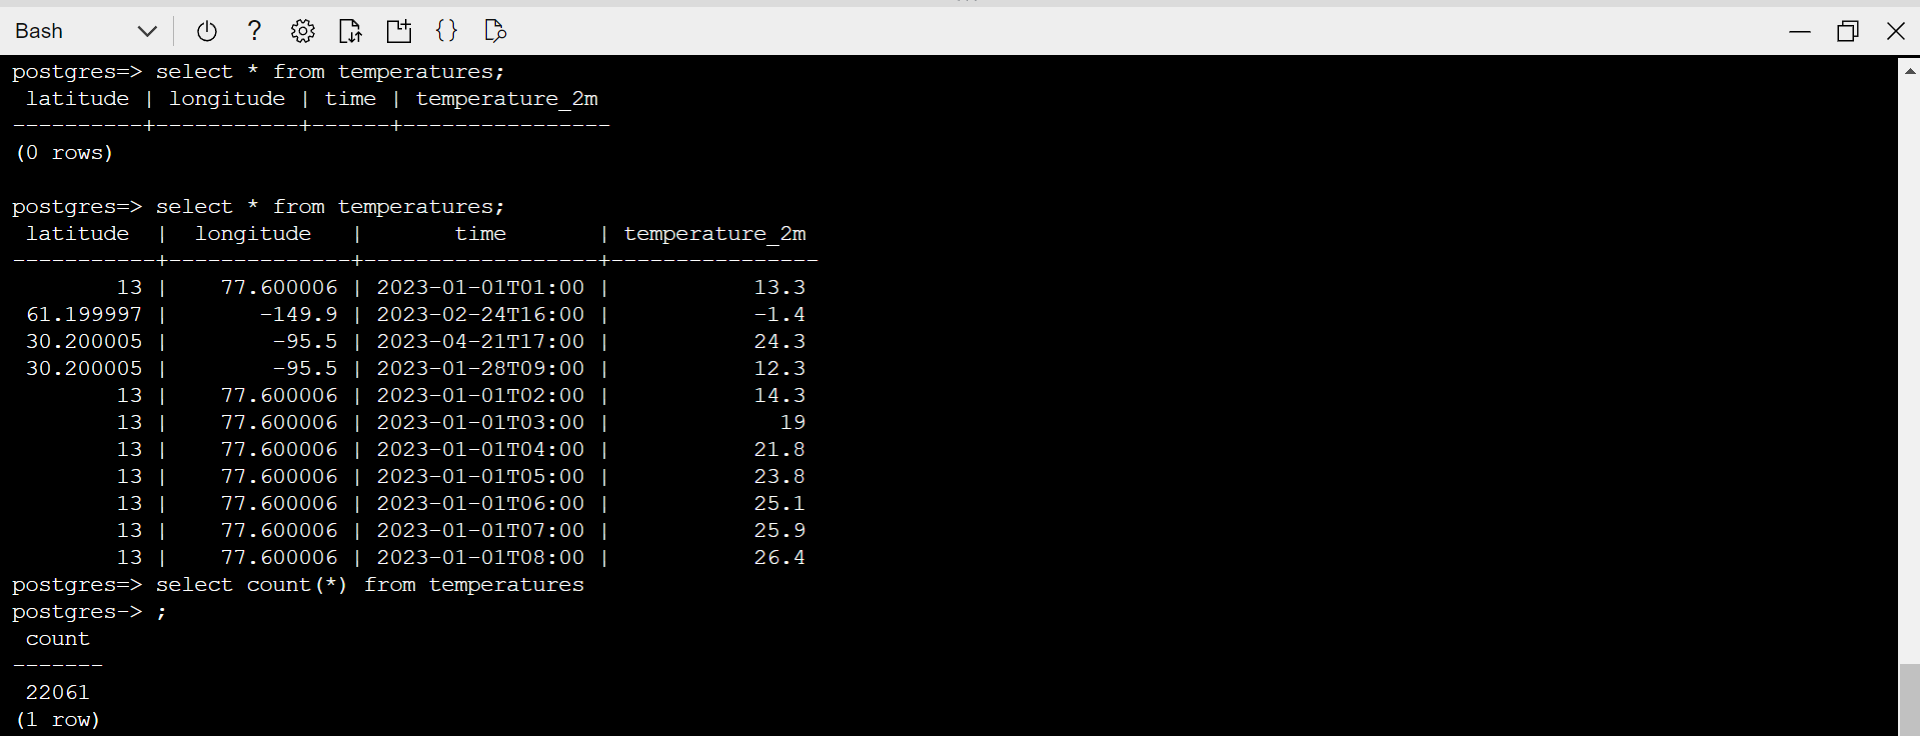 Bash
?
{}
postgres=> select * from temperatures;
 latitude | longitude | time | temperature_2m
----------+-----------+------+----------------
(0 rows)

postgres=> select * from temperatures;
 latitude  |  longitude   |       time       | temperature_2m
-----------+--------------+------------------+----------------
        13 |    77.600006 | 2023-01-01T01:00 |           13.3
 61.199997 |       -149.9 | 2023-02-24T16:00 |           -1.4
 30.200005 |        -95.5 | 2023-04-21T17:00 |           24.3
 30.200005 |        -95.5 | 2023-01-28T09:00 |           12.3
        13 |    77.600006 | 2023-01-01T02:00 |           14.3
        13 |    77.600006 | 2023-01-01T03:00 |             19
        13 |    77.600006 | 2023-01-01T04:00 |           21.8
        13 |    77.600006 | 2023-01-01T05:00 |           23.8
        13 |    77.600006 | 2023-01-01T06:00 |           25.1
        13 |    77.600006 | 2023-01-01T07:00 |           25.9
        13 |    77.600006 | 2023-01-01T08:00 |           26.4
postgres=> select count(*) from temperatures
postgres-> ;
 count
-------
 22061
(1 row)